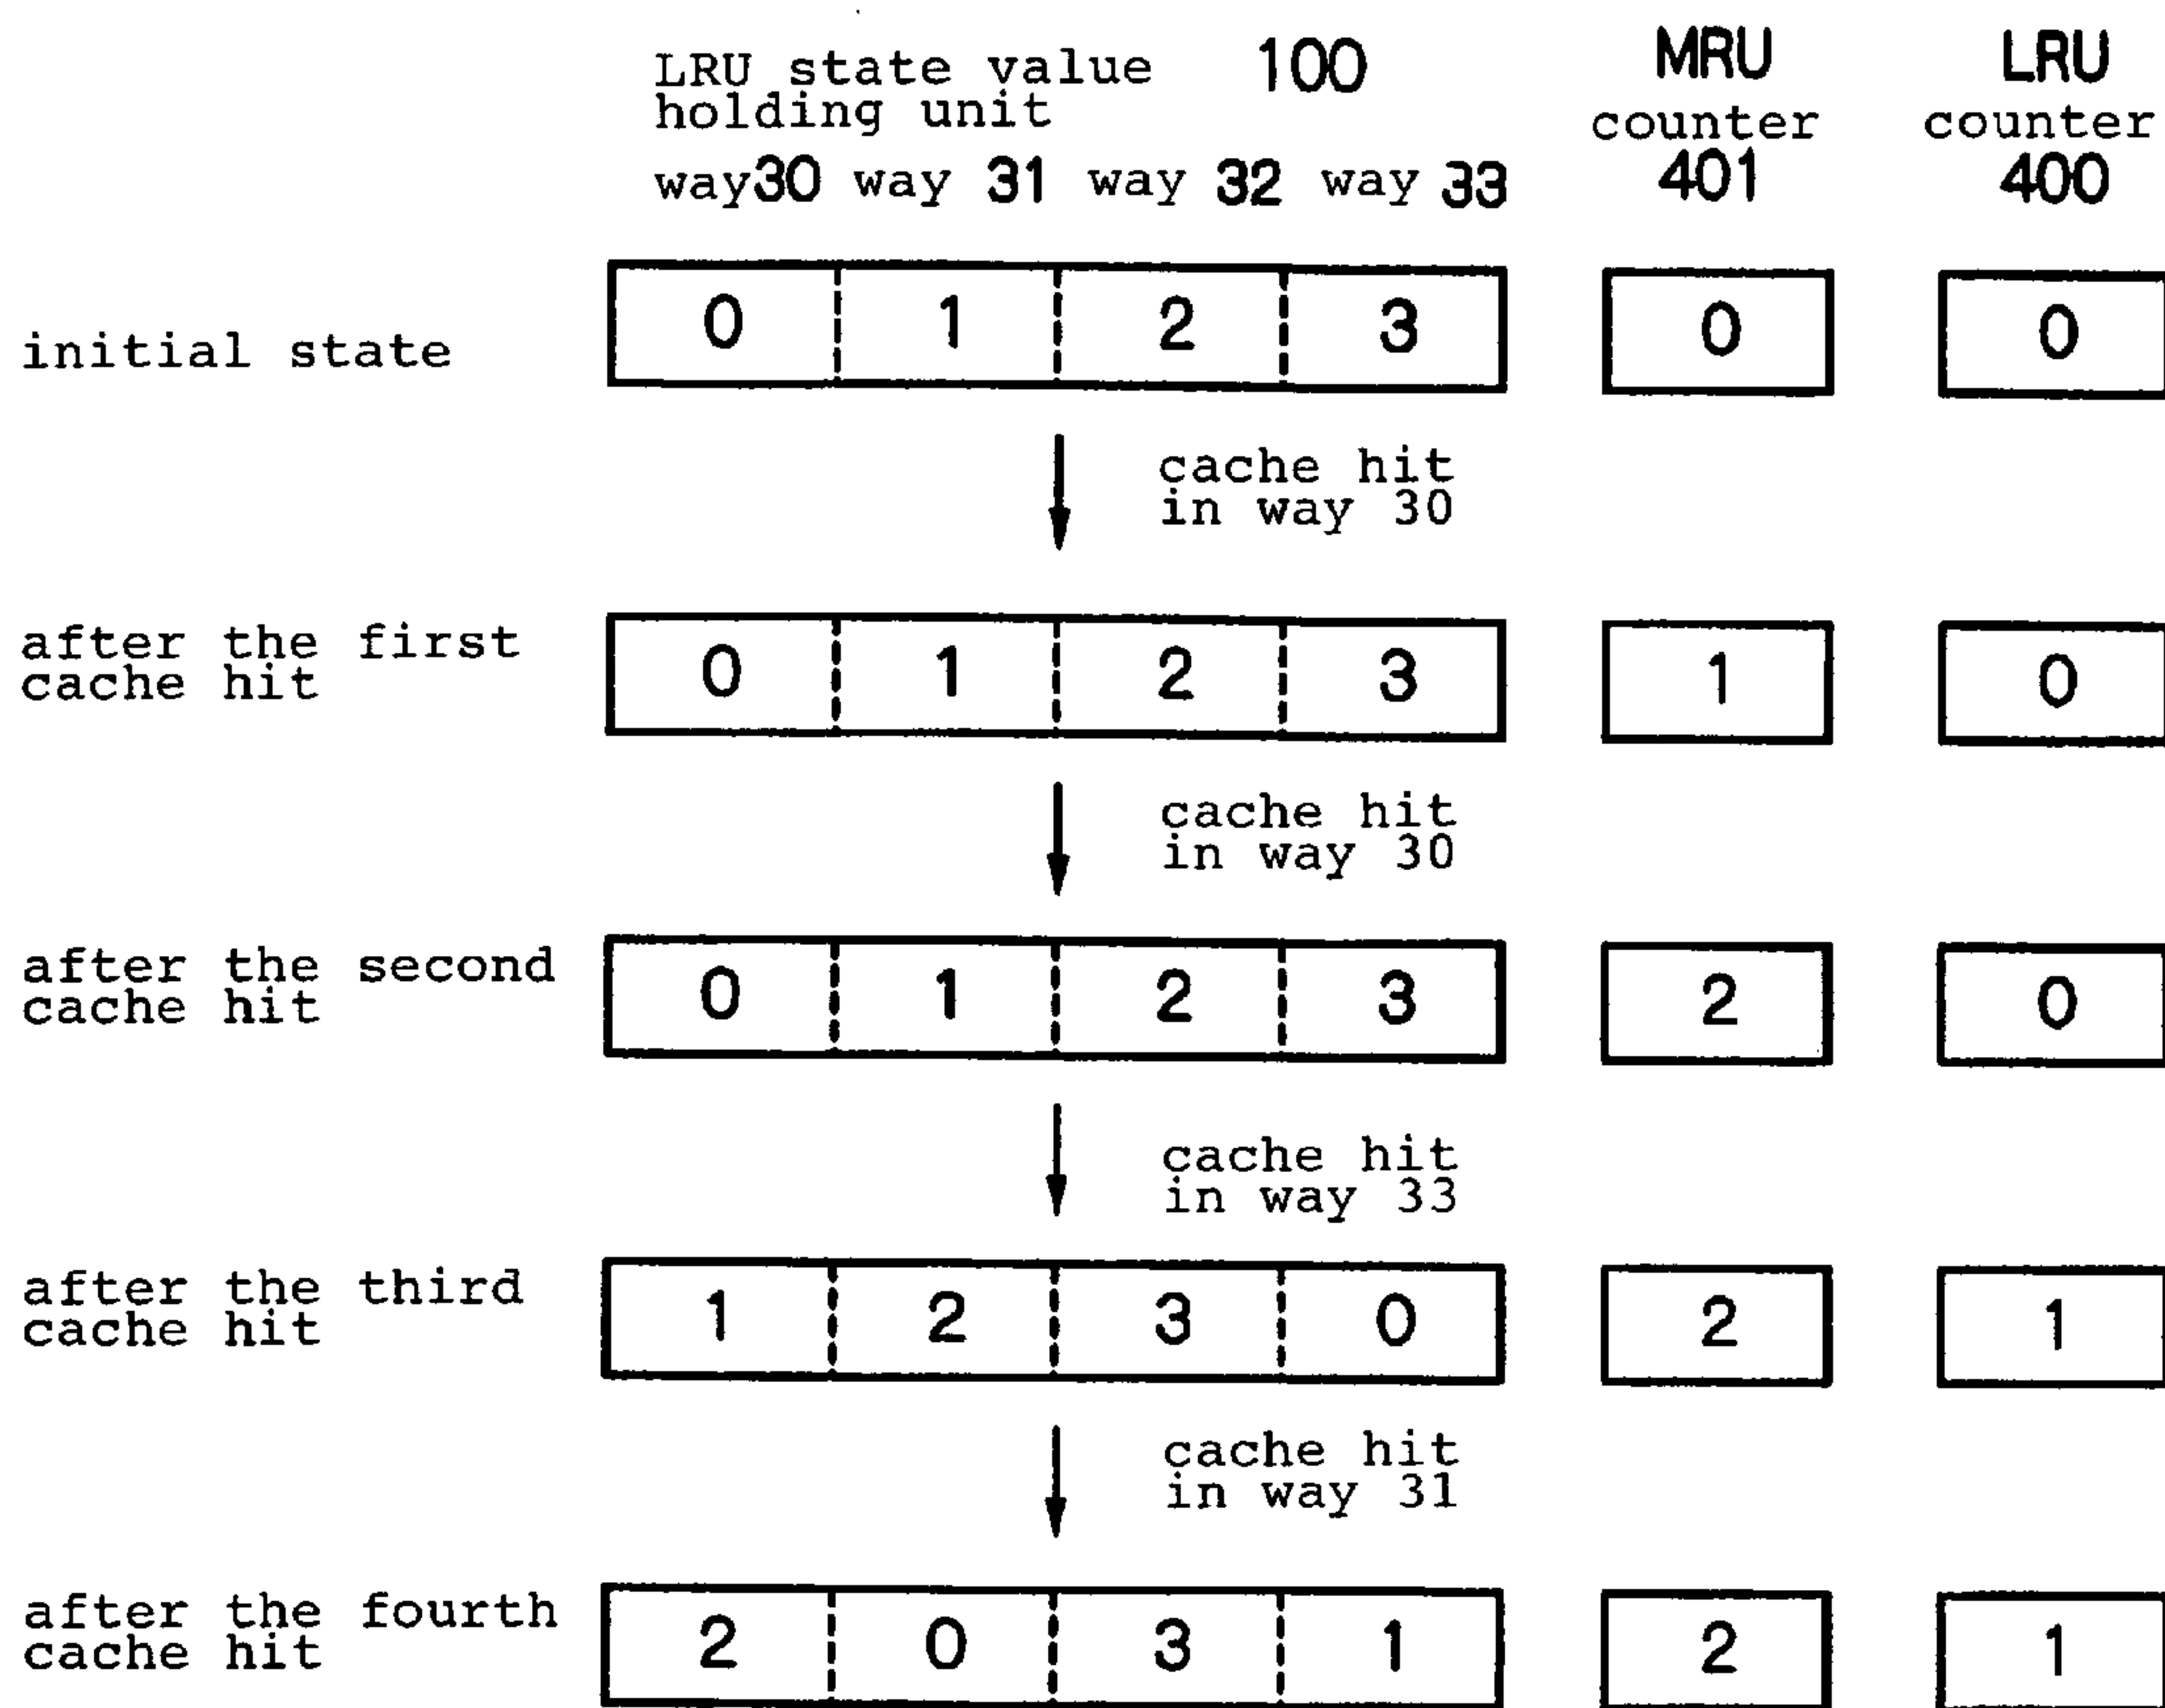 LRU state value 100 MRU LRU
holding unit counter counter
way30 way 31 way 32 way 33 401 400
initial state 0 1 2 3 0 0
cache hit
in way 30
after the first
cache hit 0 1 2 3 1 0
cache hit
in way 30
after the second
cache hit 0 1 2 3 2 0
cache hit
in way 33
after the third
cache hit 1 2 3 0 2 1
cache hit
in way 31
after the fourth
cache hit 2 0 3 1 2 1